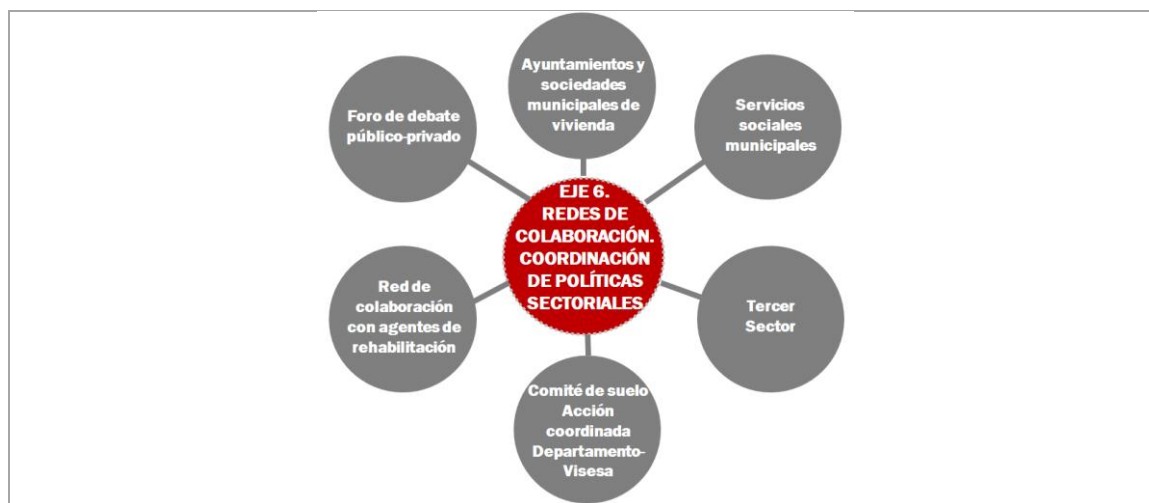 Ayuntamientos y
sociedades
municipales de
vivienda
Foro de debate
público-privado
Servicios
sociales
municipales
EJE 6.
REDES DE
COLABORACIÓN.
COORDINACIÓN
DE POLÍTICAS
SECTORIALES
Red de
colaboración
con agentes de
rehabilitación
Tercer
Sector
Comité de suelo
Acción
coordinada
Departamento-
Visesa